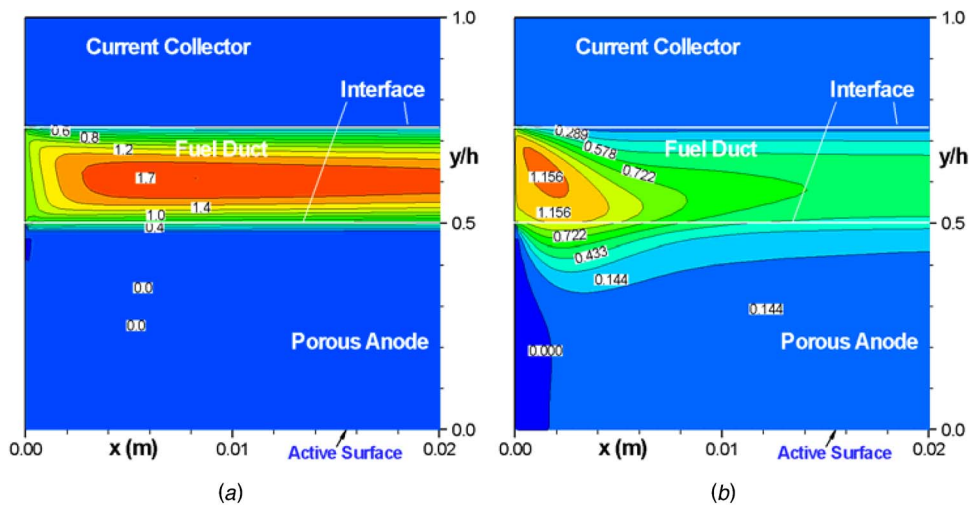 1.0
Current Collector
Interface
0.6
0.8
1.2
Fuel Duct
y/h
1.7
1.4
1.0
0.4
0.5
0.0
0.0
Porous Anode
0.0
0.00
x (m)
0.01
Active Surface
0.02
(a)
1.0
Current Collector
Interface
0.289
0.578
Fuel Duct
y/h
0.722
1.156
1.156
0.722
0.5
0.433
0.144
0.144
Porous Anode
0.000
0.0
0.00
x (m)
0.01
Active Surface
0.02
(b)